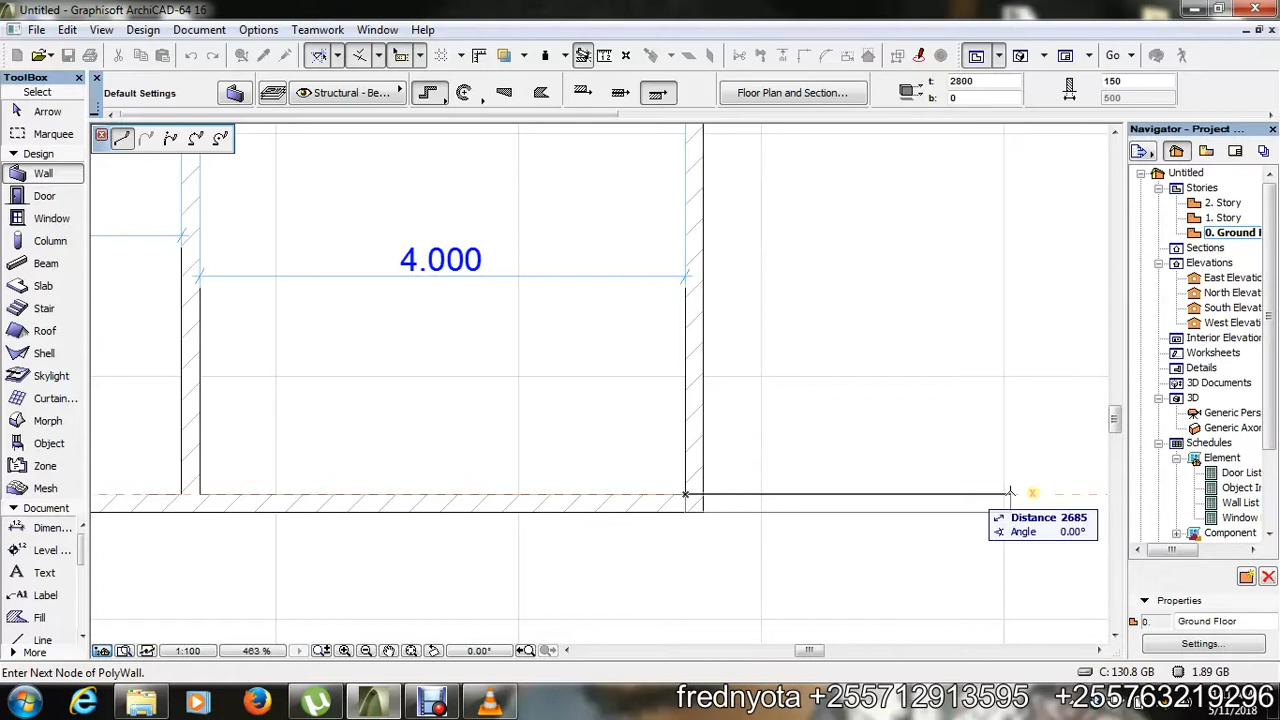 Untitled - Graphisoft ArchiCAD-64 16
File Edit View Design Document Options Teamwork Window Help
Go
ToolBox
Select
Arrow
Marquee
Design
Wall
Door
Window
Column
Beam
Slab
Stair
Roof
Shell
Skylight
Curtain...
Morph
Object
Zone
Mesh
Document
Dimen...
Level ...
Text
Label
Fill
Line
More
Default Settings
Structural - Be...
Floor Plan and Section...
t: 2800
b: 0
150
500
4.000
X
Distance 2685
Angle 0.00°
Navigator - Project ...
Untitled
Stories
2. Story
1. Story
0. Ground
Sections
Elevations
East Elevati
North Elevat
South Elevat
West Elevati
Interior Elevation
Worksheets
Details
3D Documents
3D
Generic Pers
Generic Axon
Schedules
Element
Door List
Object In
Wall List
Window
Component
Properties
0. Ground Floor
Settings...
1:100
463 %
0.00°
Enter Next Node of PolyWall.
C: 130.8 GB
1.89 GB
frednyota +255712913595 +255763219296
5/11/2018